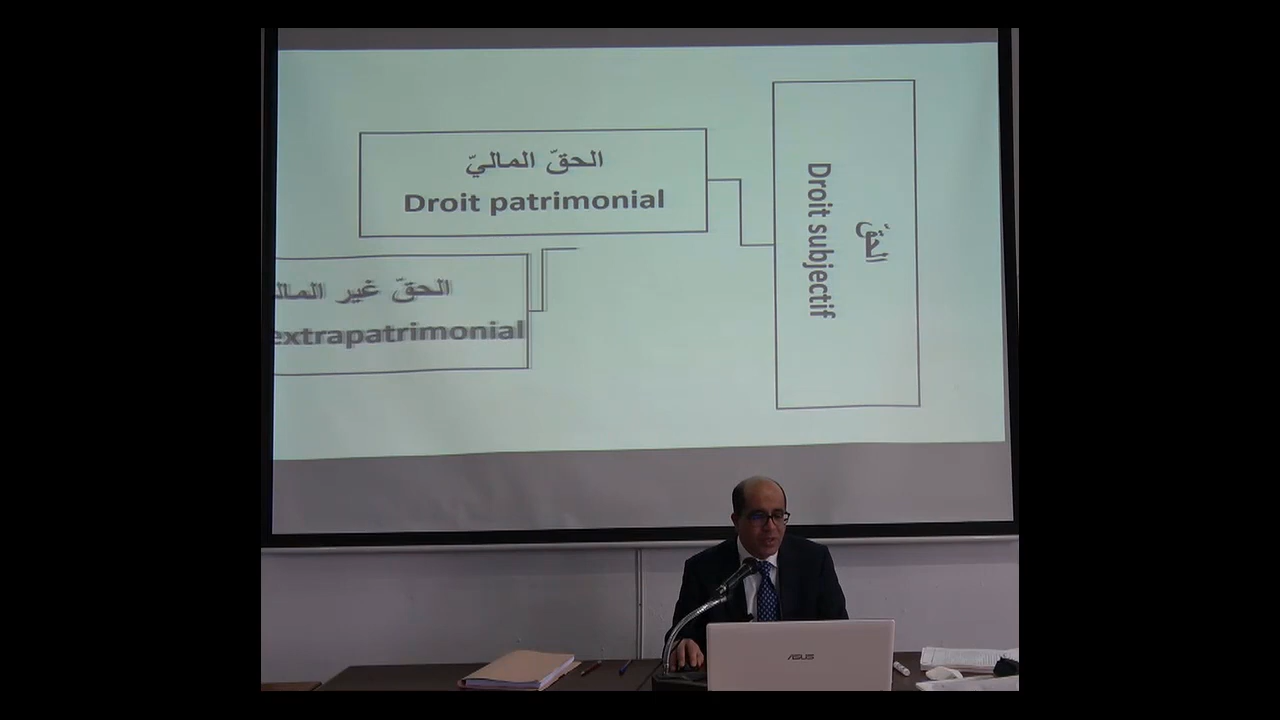 الحقّ
Droit subjectif
الحقّ الماليّ
Droit patrimonial
الحقّ غير
extrapatrimonial
ASUS